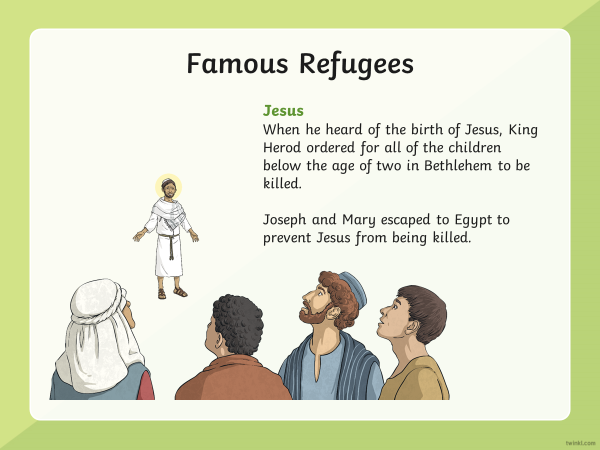 Famous Refugees
Jesus
When he heard of the birth of Jesus, King
Herod ordered for all of the children
below the age of two in Bethlehem to be
killed.
Joseph and Mary escaped to Egypt to
prevent Jesus from being killed.
twinkl.com